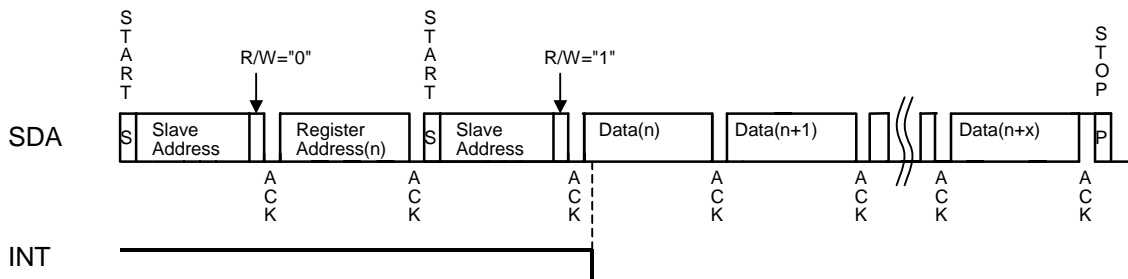 START
START
STOP
R/W="0"
R/W="1"
SDA
S
Slave
Address
Register
Address(n)
S
Slave
Address
Data(n)
Data(n+1)
Data(n+x)
P
ACK
ACK
ACK
ACK
ACK
ACK
ACK
INT